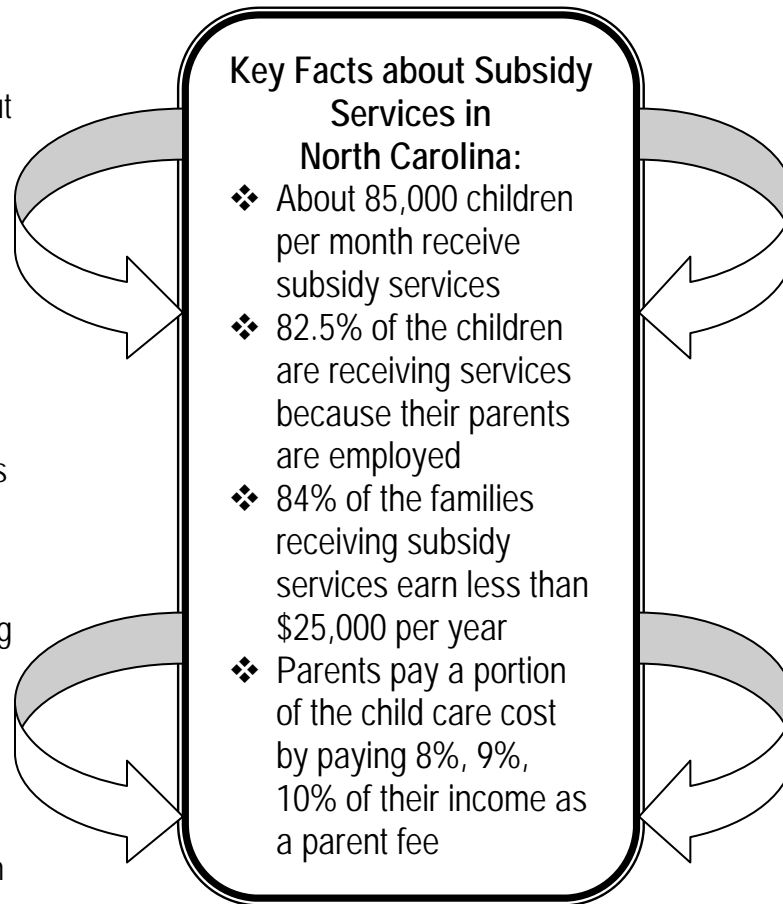 Key Facts about Subsidy
Services in
North Carolina:
❖ About 85,000 children
per month receive
subsidy services
❖ 82.5% of the children
are receiving services
because their parents
are employed
❖ 84% of the families
receiving subsidy
services earn less than
$25,000 per year
❖ Parents pay a portion
of the child care cost
by paying 8%, 9%,
10% of their income as
a parent fee